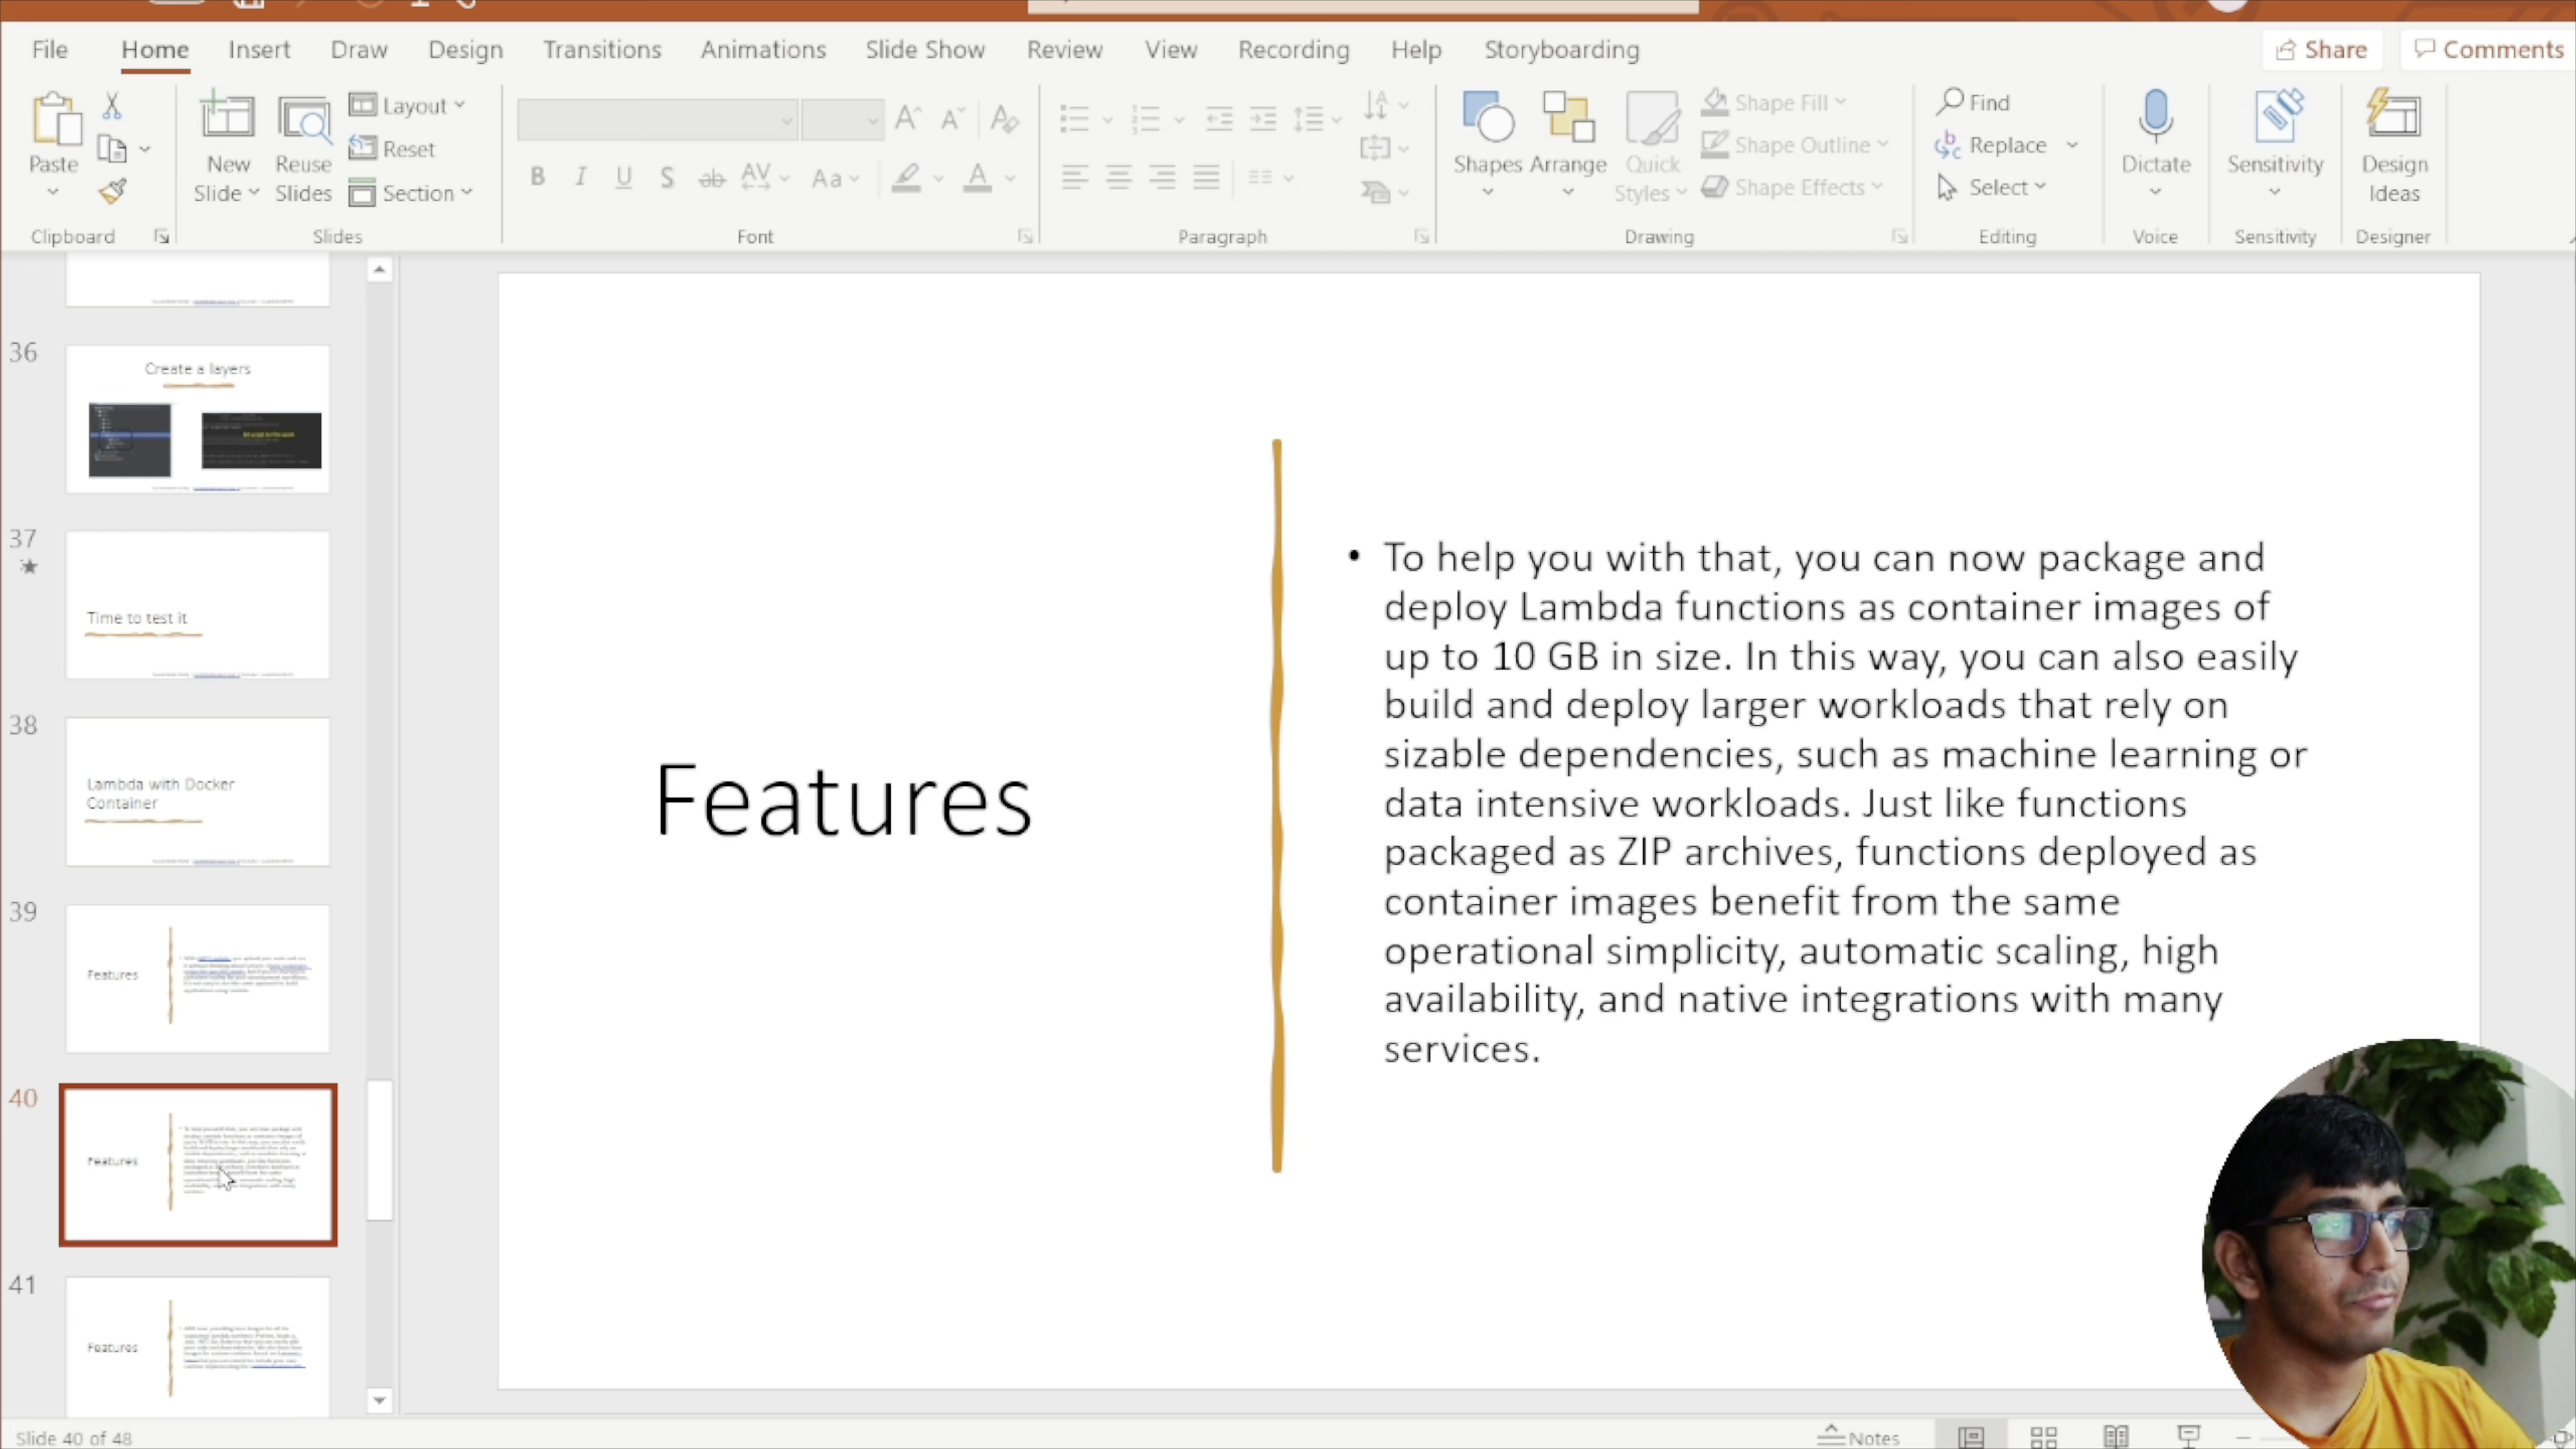 File Home Insert Draw Design Transitions Animations Slide Show Review View Recording Help Storyboarding Share Comments
Paste
New Slide
Reuse Slides
Layout
Reset
Section
Shapes
Arrange
Quick Styles
Shape Fill
Shape Outline
Shape Effects
Find
Replace
Select
Dictate
Sensitivity
Design Ideas
Clipboard Slides Font Paragraph Drawing Editing Voice Sensitivity Designer
36
Create a layers
37
Time to test it
38
Lambda with Docker
Container
39
Features
40
Features
41
Features
Features
• To help you with that, you can now package and
deploy Lambda functions as container images of
up to 10 GB in size. In this way, you can also easily
build and deploy larger workloads that rely on
sizable dependencies, such as machine learning or
data intensive workloads. Just like functions
packaged as ZIP archives, functions deployed as
container images benefit from the same
operational simplicity, automatic scaling, high
availability, and native integrations with many
services.
Slide 40 of 48
Notes